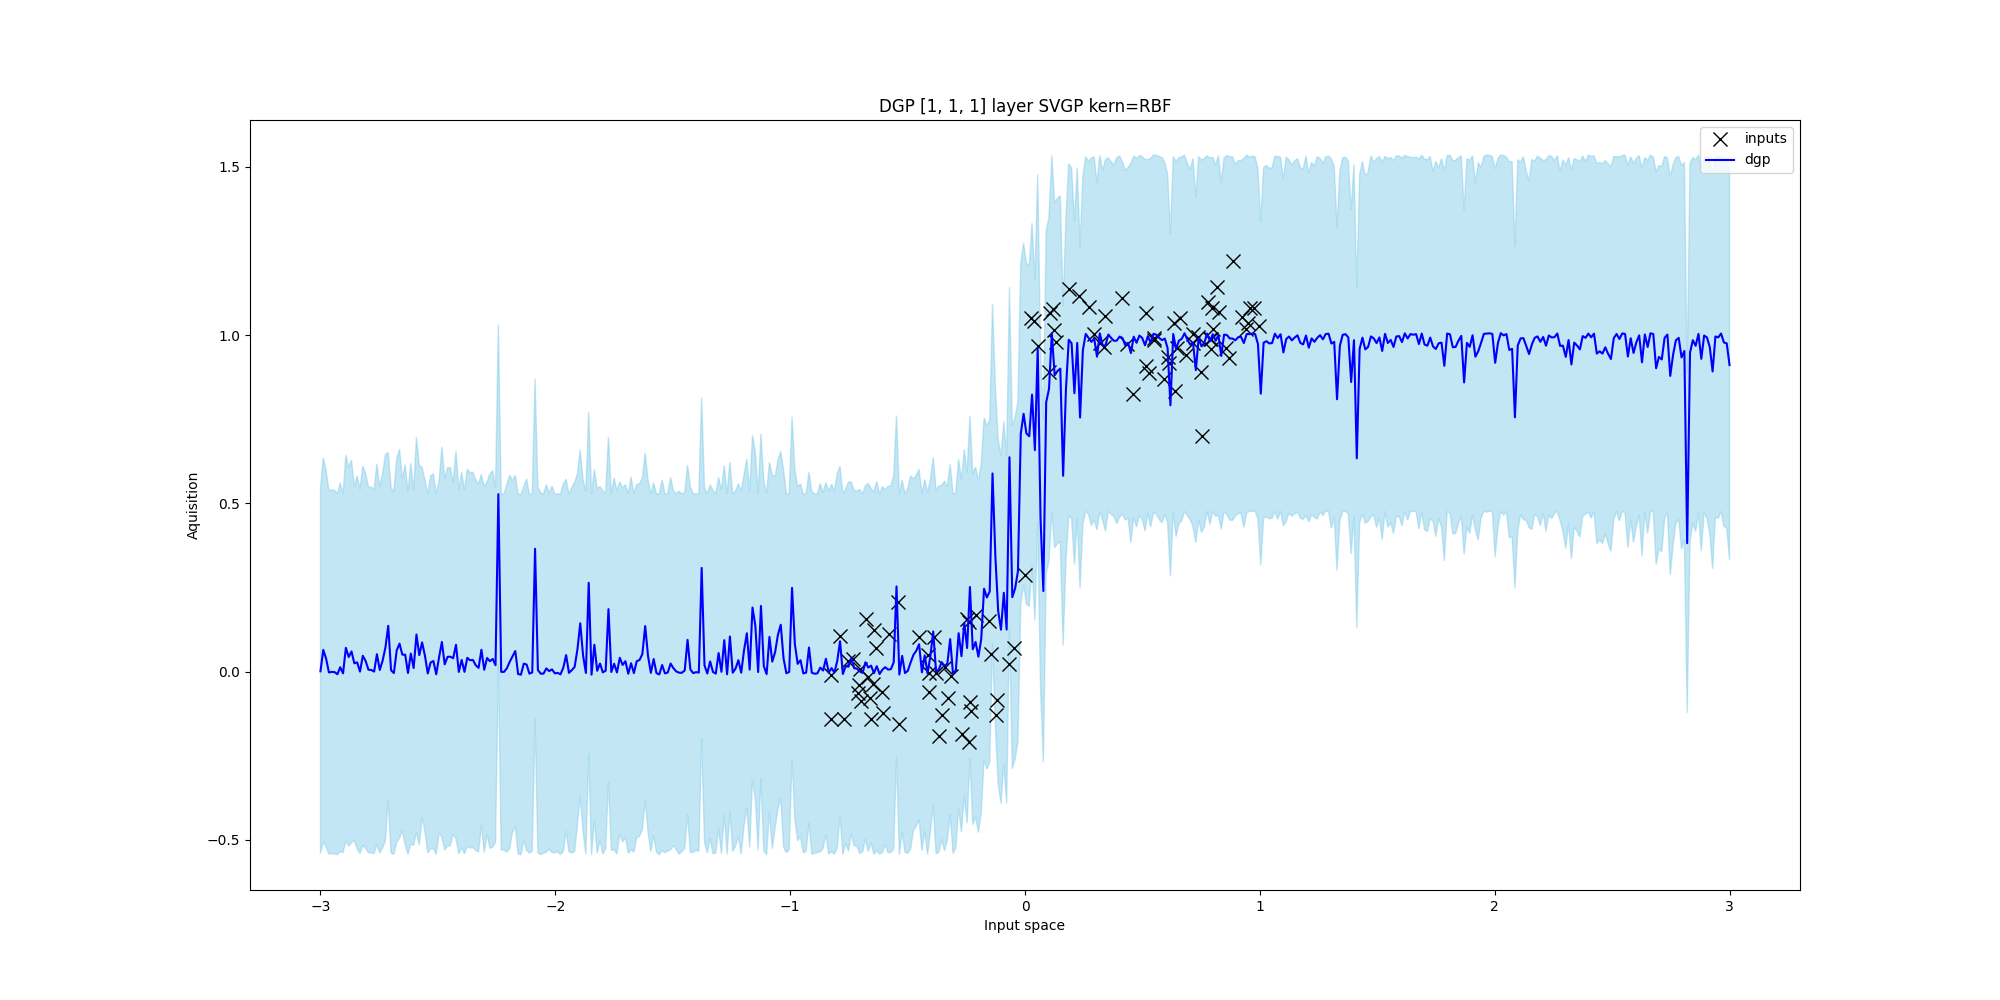 DGP [1, 1, 1] layer SVGP kern=RBF
inputs
dgp
1.5
1.0
0.5
0.0
−0.5
Aquisition
−3 −2 −1 0 1 2 3
Input space